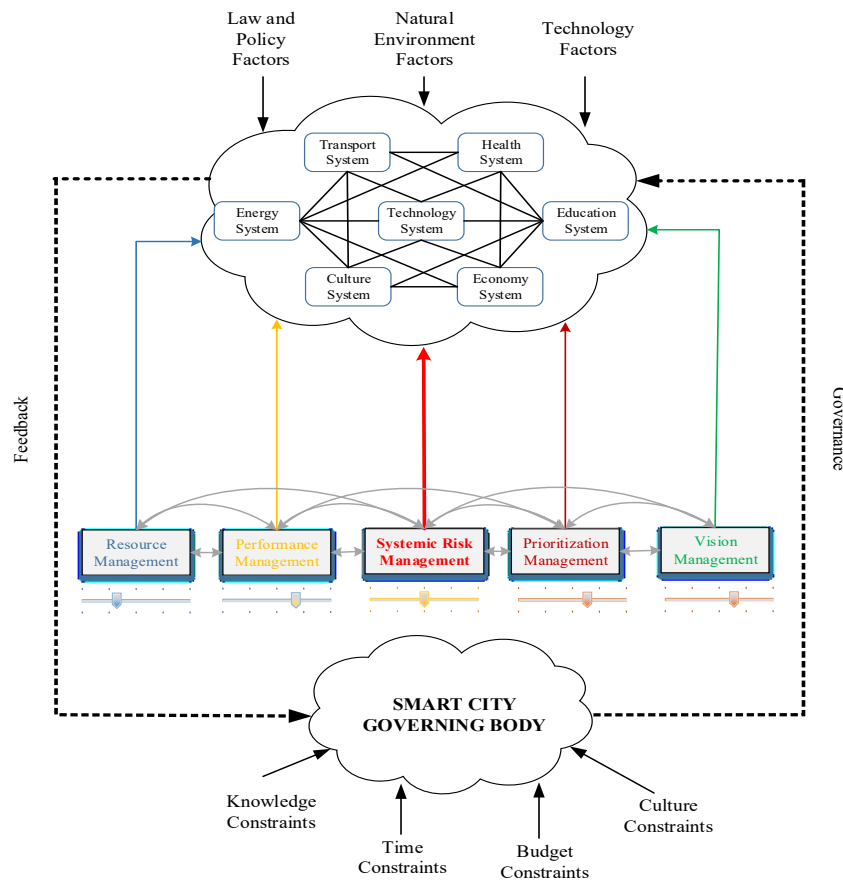 Law and
Policy
Factors
Natural
Environment
Factors
Technology
Factors
Transport
System
Health
System
Energy
System
Technology
System
Education
System
Culture
System
Economy
System
Feedback
Governance
Resource
Management
Performance
Management
Systemic Risk
Management
Prioritization
Management
Vision
Management
SMART CITY
GOVERNING BODY
Knowledge
Constraints
Time
Constraints
Budget
Constraints
Culture
Constraints